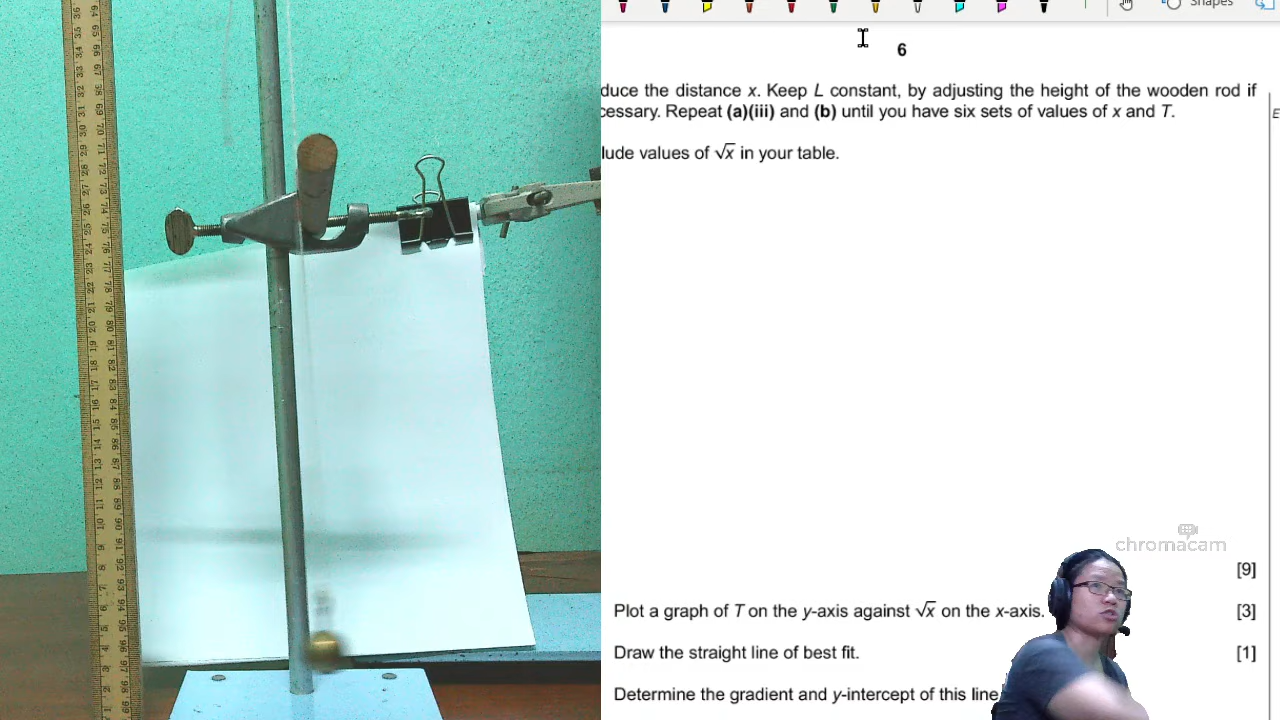 Shapes
6
duce the distance x. Keep L constant, by adjusting the height of the wooden rod if
cessary. Repeat (a)(iii) and (b) until you have six sets of values of x and T.
E
lude values of √x in your table.
chromacam
[9]
Plot a graph of T on the y-axis against √x on the x-axis. [3]
Draw the straight line of best fit. [1]
Determine the gradient and y-intercept of this line